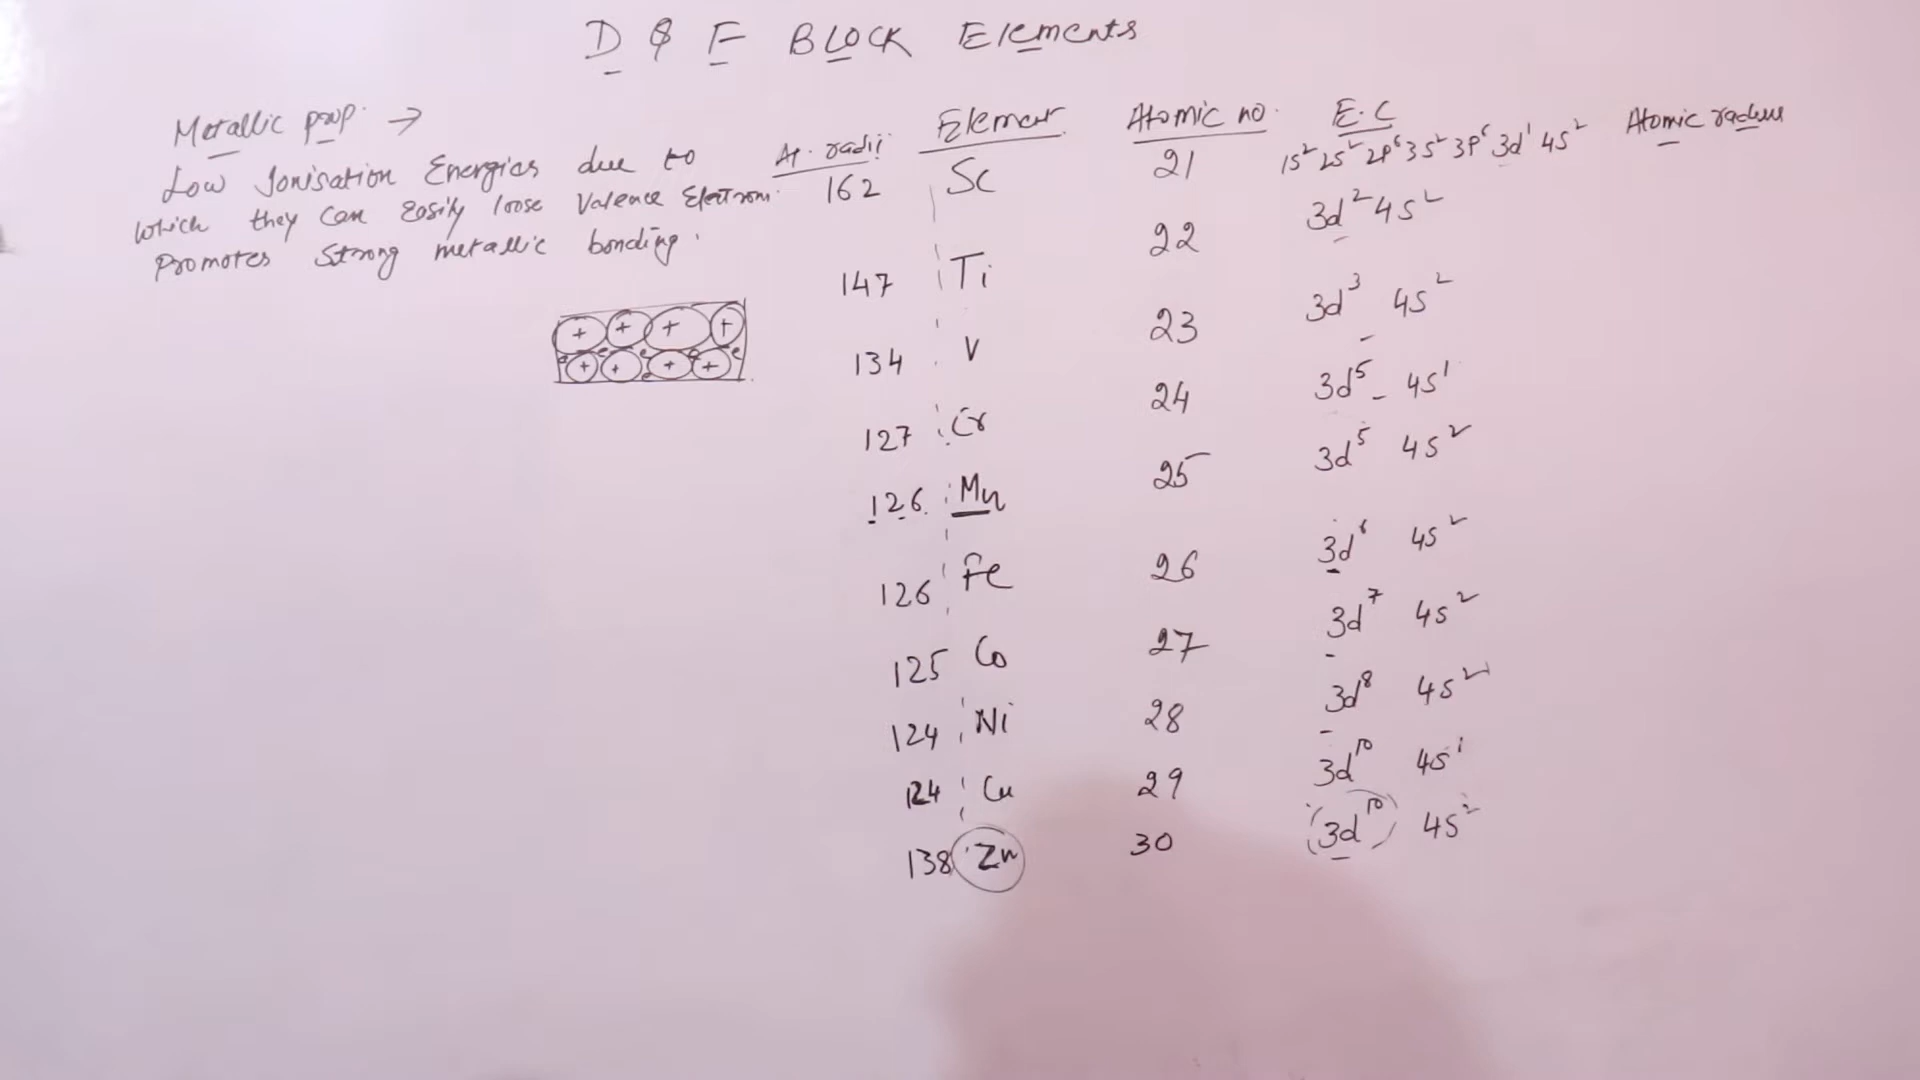 D & F BLOCK Elements
Metallic prop. →
Low Ionisation Energies due to
which they can easily loose Valence Electrons.
Promotes Strong metallic bonding.
+ + + +
e e e e e
+ + + +
e
At. radii Element Atomic no. E.C Atomic radius
162 Sc 21 1s² 2s² 2p⁶ 3s² 3p⁶ 3d¹ 4s²
147 Ti 22 3d² 4s²
134 V 23 3d³ 4s²
127 Cr 24 3d⁵ 4s¹
126 Mn 25 3d⁵ 4s²
126 Fe 26 3d⁶ 4s²
125 Co 27 3d⁷ 4s²
124 Ni 28 3d⁸ 4s²
124 Cu 29 3d¹⁰ 4s¹
138 Zn 30 3d¹⁰ 4s²